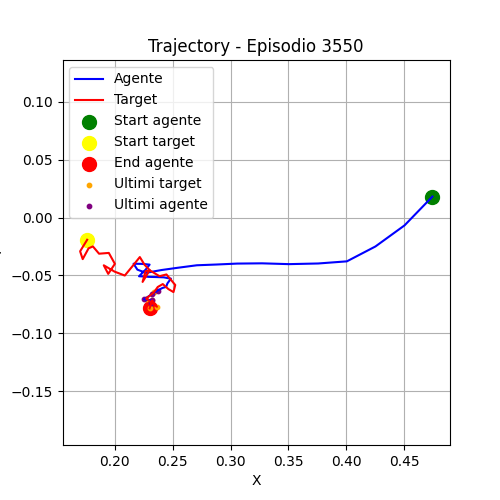 Trajectory - Episodio 3550
Agente
Target
Start agente
Start target
End agente
Ultimi target
Ultimi agente
0.10
0.05
0.00
−0.05
−0.10
−0.15
0.20
0.25
0.30
0.35
0.40
0.45
X